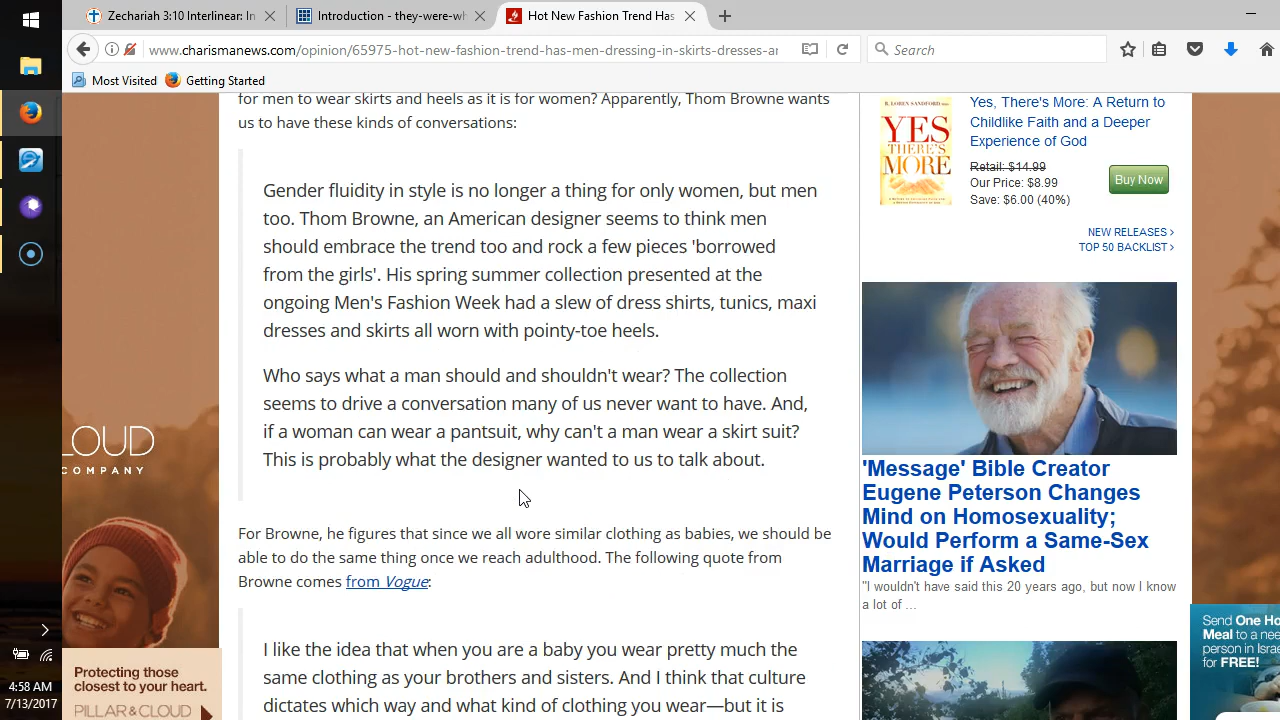 Zechariah 3:10 Interlinear: In
Introduction - they-were-wh
Hot New Fashion Trend Has
www.charismanews.com/opinion/65975-hot-new-fashion-trend-has-men-dressing-in-skirts-dresses-ar
Search
Most Visited
Getting Started
for men to wear skirts and heels as it is for women? Apparently, Thom Browne wants
us to have these kinds of conversations:
Gender fluidity in style is no longer a thing for only women, but men
too. Thom Browne, an American designer seems to think men
should embrace the trend too and rock a few pieces 'borrowed
from the girls'. His spring summer collection presented at the
ongoing Men's Fashion Week had a slew of dress shirts, tunics, maxi
dresses and skirts all worn with pointy-toe heels.
Who says what a man should and shouldn't wear? The collection
seems to drive a conversation many of us never want to have. And,
if a woman can wear a pantsuit, why can't a man wear a skirt suit?
This is probably what the designer wanted to us to talk about.
For Browne, he figures that since we all wore similar clothing as babies, we should be
able to do the same thing once we reach adulthood. The following quote from
Browne comes from Vogue:
I like the idea that when you are a baby you wear pretty much the
same clothing as your brothers and sisters. And I think that culture
dictates which way and what kind of clothing you wear—but it is
R. LOREN SANDFORD
YES
THERE'S
MORE
Yes, There's More: A Return to
Childlike Faith and a Deeper
Experience of God
Retail: $14.99
Our Price: $8.99
Save: $6.00 (40%)
Buy Now
NEW RELEASES >
TOP 50 BACKLIST >
'Message' Bible Creator
Eugene Peterson Changes
Mind on Homosexuality;
Would Perform a Same-Sex
Marriage if Asked
"I wouldn't have said this 20 years ago, but now I know
a lot of ...
LOUD
COMPANY
Protecting those
closest to your heart.
PILLAR&CLOUD
Send One Ho
Meal to a nee
person in Israe
for FREE!
4:58 AM
7/13/2017